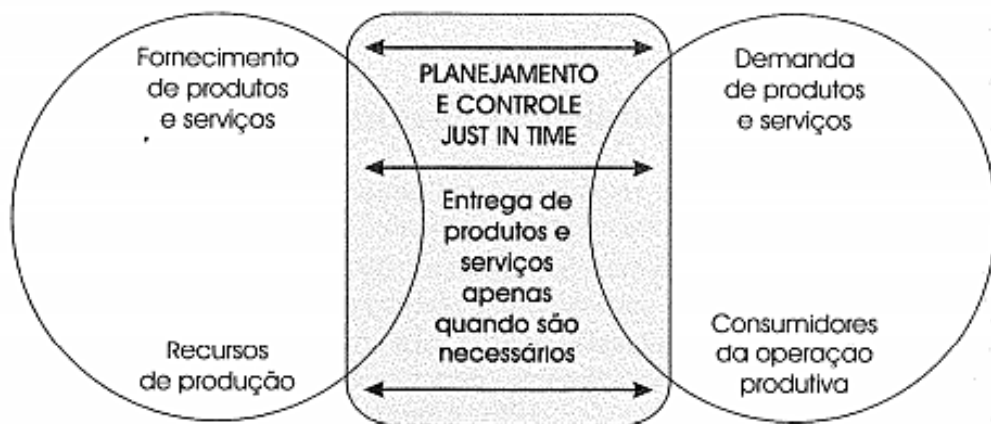 Fornecimento
de produtos
e serviços
Recursos
de produção
PLANEJAMENTO
E CONTROLE
JUST IN TIME
Entrega de
produtos e
serviços
apenas
quando são
necessários
Demanda
de produtos
e serviços
Consumidores
da operaçao
produtiva